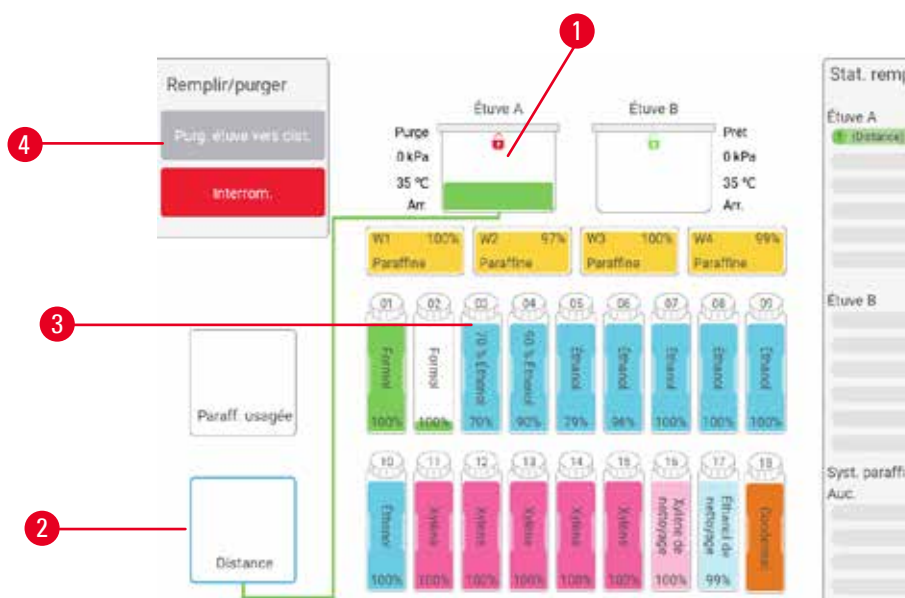 1
Remplir/purger
Stat. remp
Étuve A
Étuve B
Étuve A
4
Purg. étuve vers dist.
Purge
Prêt
1 (Distance)
0 kPa
0 kPa
Interrom.
35 °C
35 °C
Arr.
Arr.
W1 100%
W2 97%
W3 100%
W4 99%
Paraffine
Paraffine
Paraffine
Paraffine
Étuve B
3
01 02 03 04 05 06 07 08 09
Formol
Formol
70 % Éthanol
90 % Éthanol
Éthanol
Éthanol
Éthanol
Éthanol
Éthanol
Paraff. usagée
100% 100% 70% 90% 79% 96% 100% 100% 100%
10 11 12 13 14 15 16 17 18
Syst. paraffi
Auc.
Éthanol
Xylène
Xylène
Xylène
Xylène
Xylène
Xylène de nettoyage
Éthanol de nettoyage
Condensat
2
Distance
100% 100% 100% 100% 100% 100% 100% 99%